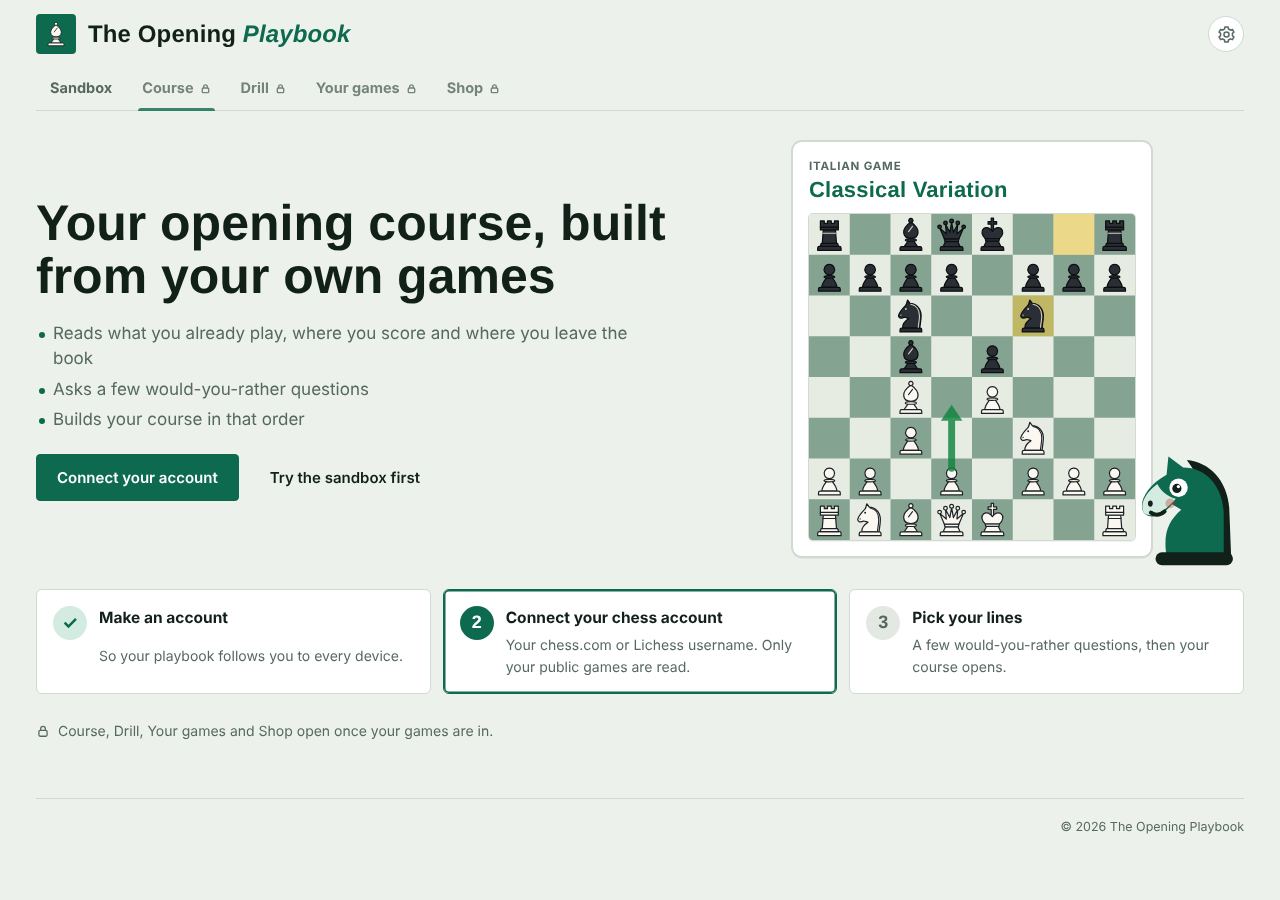 The Opening Playbook
Sandbox
Course
Drill
Your games
Shop
Your opening course, built
from your own games
Reads what you already play, where you score and where you leave the
book
Asks a few would-you-rather questions
Builds your course in that order
Connect your account
Try the sandbox first
ITALIAN GAME
Classical Variation
Make an account
So your playbook follows you to every device.
2
Connect your chess account
Your chess.com or Lichess username. Only
your public games are read.
3
Pick your lines
A few would-you-rather questions, then your
course opens.
Course, Drill, Your games and Shop open once your games are in.
© 2026 The Opening Playbook